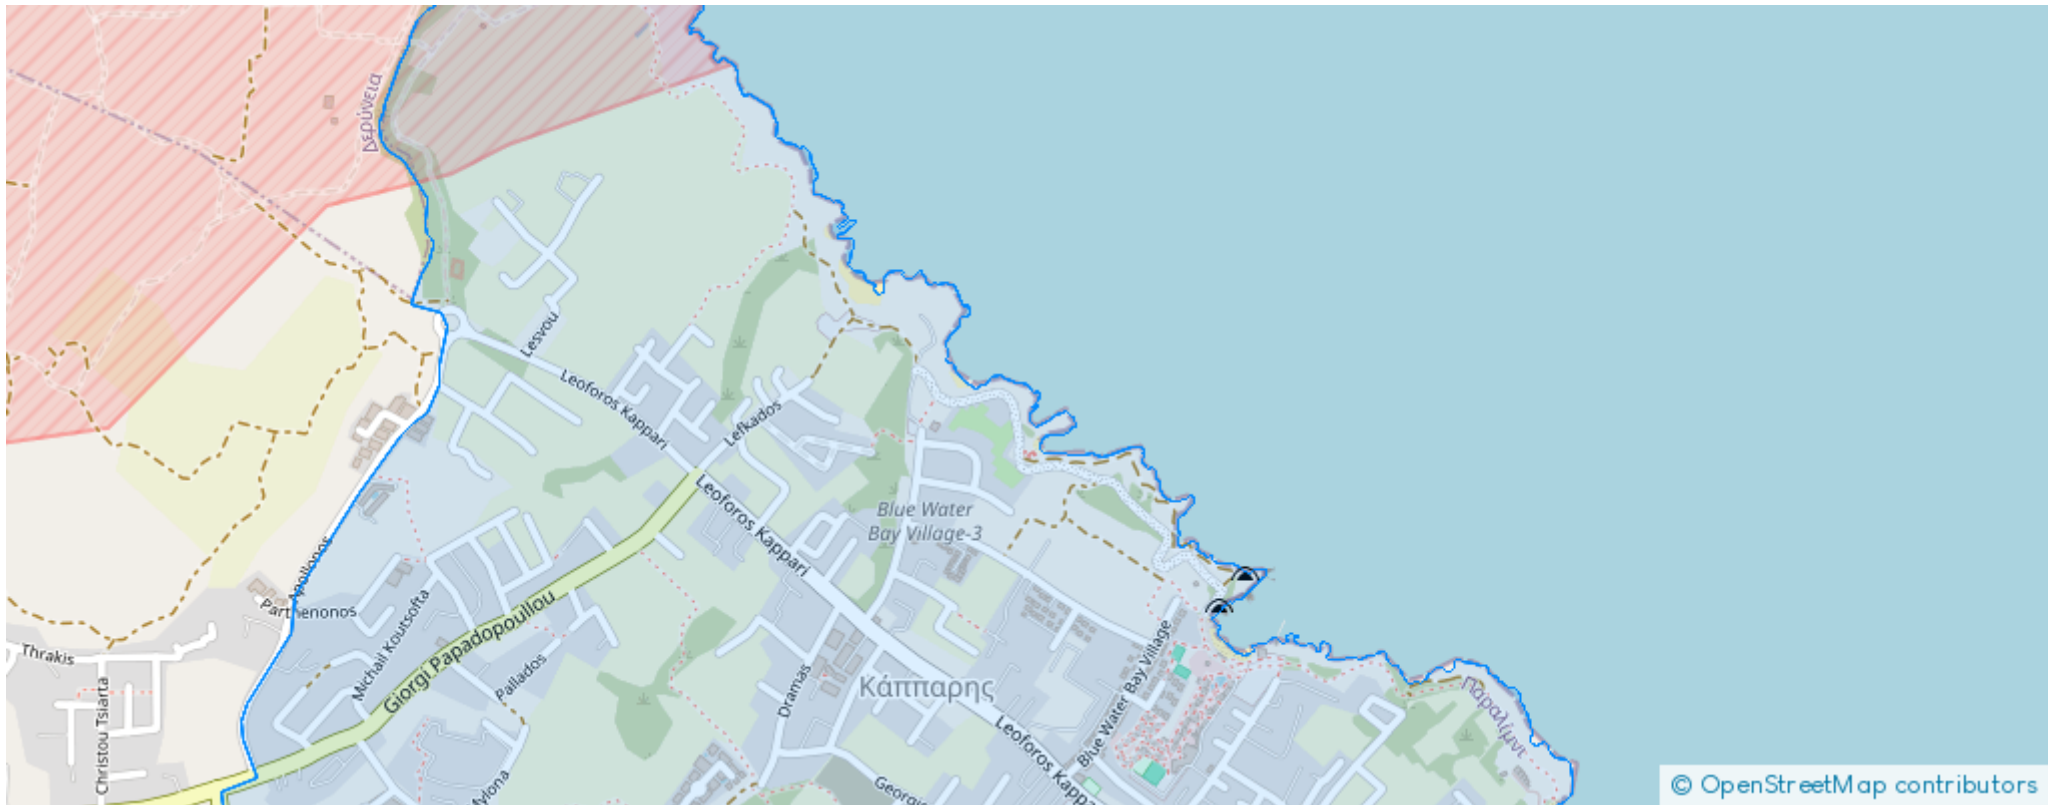 Δερύνεια
Lesvou
Leoforos Kappari
Lefkados
Leoforos Kappari
Blue Water
Bay Village-3
Apollonos
Parthenonos
Thrakis
Michail Koutsofta
Giorgi Papadopoullou
Pallados
Dramas
Κάππαρης
Blue Water Bay Village
Παραλίμνι
Christou Tsiarta
Leoforos Kappa
Mylona
Georgio
© OpenStreetMap contributors